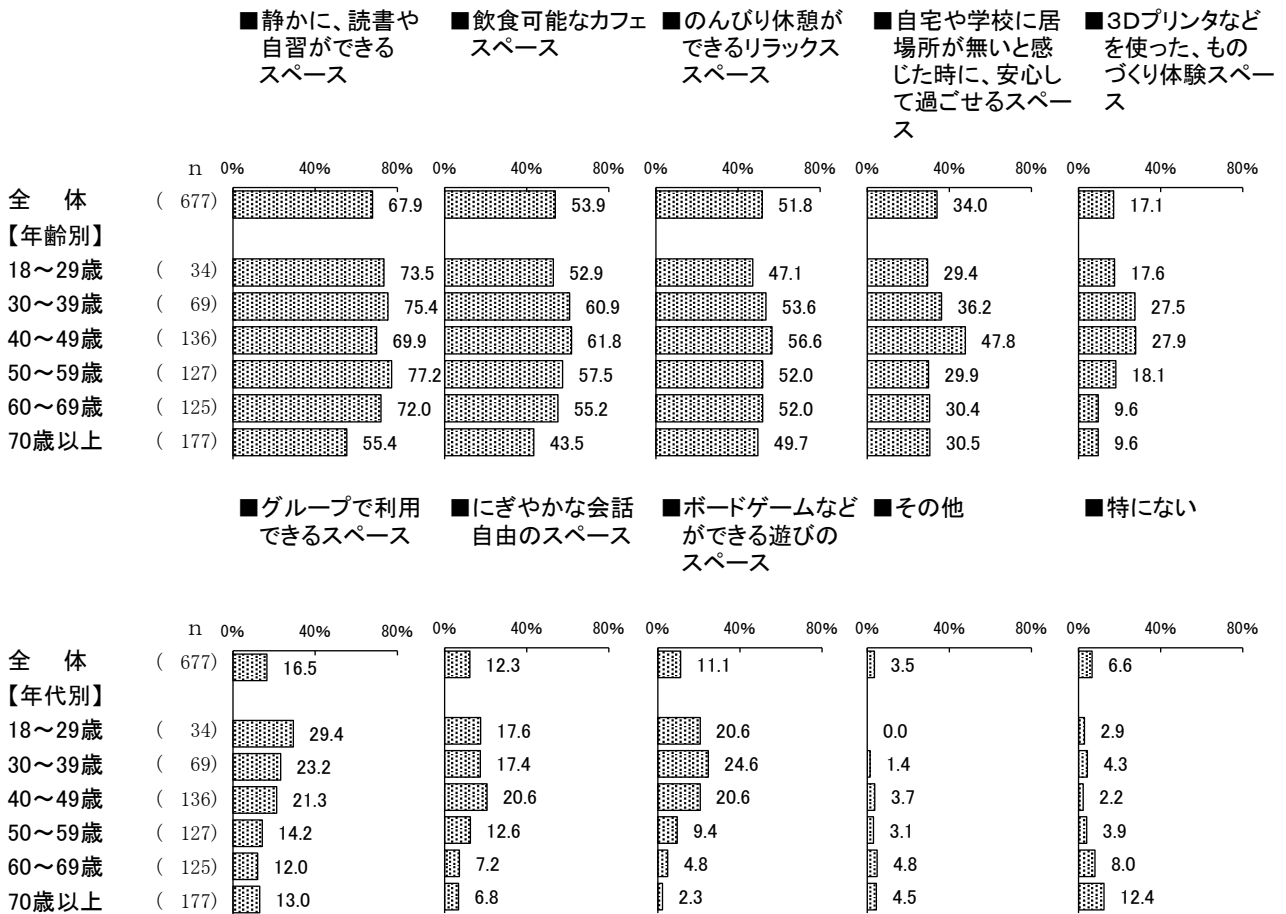 ■静かに、読書や ■飲食可能なカフェ ■のんびり休憩が ■自宅や学校に居 ■3Dプリンタなど
自習ができる スペース できるリラックス 場所が無いと感 を使った、もの
スペース スペース じた時に、安心し づくり体験スペー
て過ごせるスペー ス
ス
n 0% 40% 80% 0% 40% 80% 0% 40% 80% 0% 40% 80% 0% 40% 80%
全 体 ( 677) 67.9 53.9 51.8 34.0 17.1
【年齢別】
18～29歳 ( 34) 73.5 52.9 47.1 29.4 17.6
30～39歳 ( 69) 75.4 60.9 53.6 36.2 27.5
40～49歳 ( 136) 69.9 61.8 56.6 47.8 27.9
50～59歳 ( 127) 77.2 57.5 52.0 29.9 18.1
60～69歳 ( 125) 72.0 55.2 52.0 30.4 9.6
70歳以上 ( 177) 55.4 43.5 49.7 30.5 9.6
■グループで利用 ■にぎやかな会話 ■ボードゲームなど ■その他 ■特にない
できるスペース 自由のスペース ができる遊びの
スペース
n 0% 40% 80% 0% 40% 80% 0% 40% 80% 0% 40% 80% 0% 40% 80%
全 体 ( 677) 16.5 12.3 11.1 3.5 6.6
【年代別】
18～29歳 ( 34) 29.4 17.6 20.6 0.0 2.9
30～39歳 ( 69) 23.2 17.4 24.6 1.4 4.3
40～49歳 ( 136) 21.3 20.6 20.6 3.7 2.2
50～59歳 ( 127) 14.2 12.6 9.4 3.1 3.9
60～69歳 ( 125) 12.0 7.2 4.8 4.8 8.0
70歳以上 ( 177) 13.0 6.8 2.3 4.5 12.4